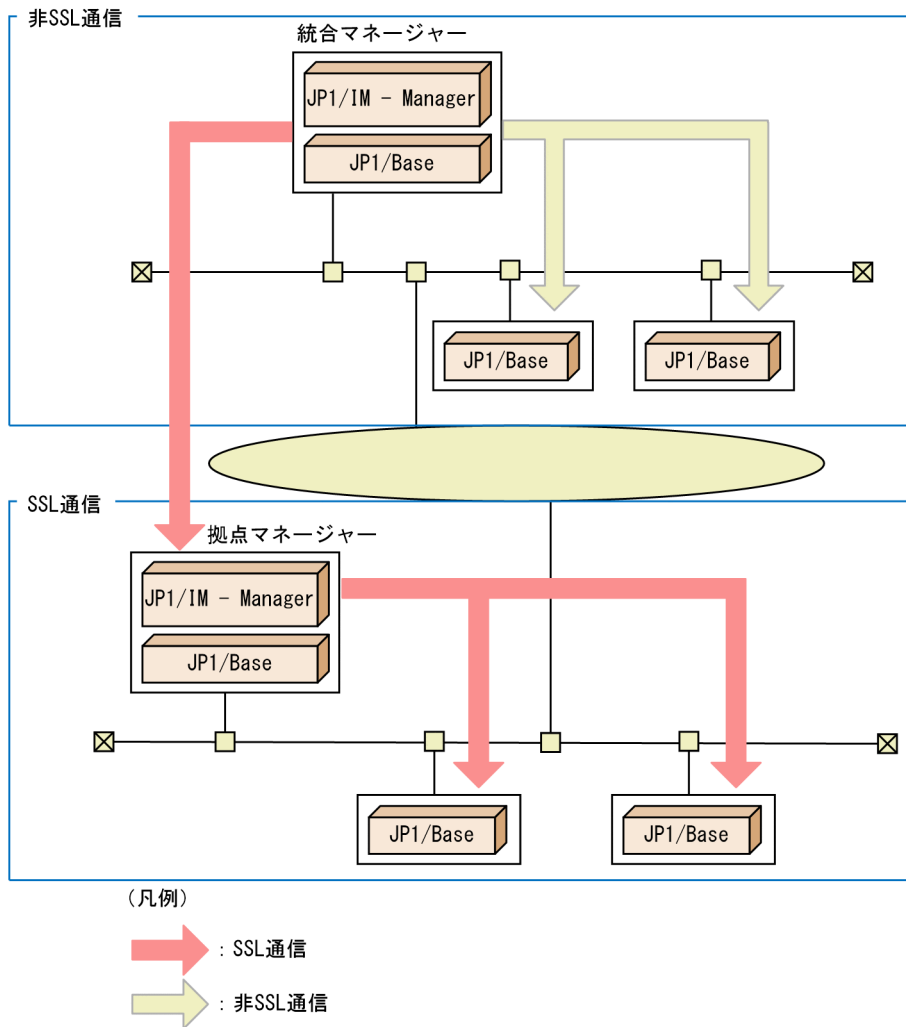 非SSL通信
統合マネージャー
JP1/IM - Manager
JP1/Base
JP1/Base
JP1/Base
SSL通信
拠点マネージャー
JP1/IM - Manager
JP1/Base
JP1/Base
JP1/Base
(凡例)
: SSL通信
: 非SSL通信